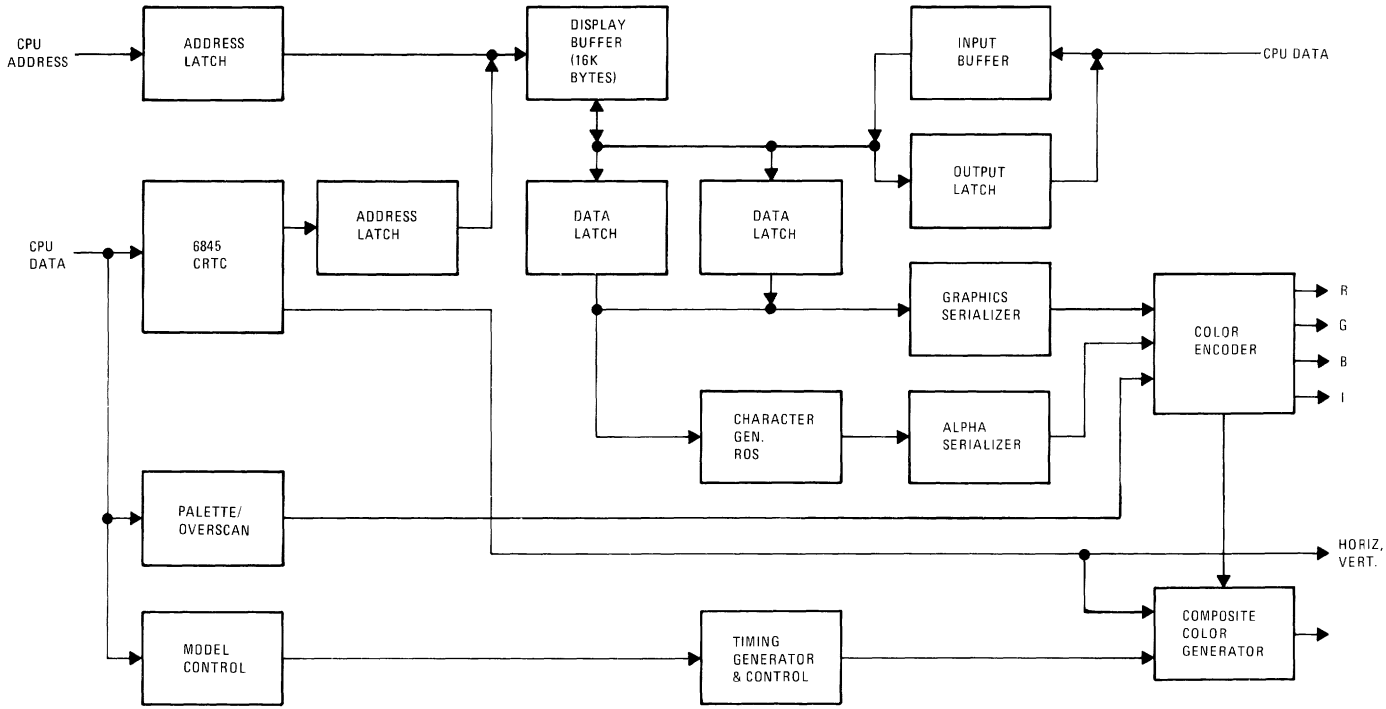 CPU
ADDRESS
ADDRESS
LATCH
DISPLAY
BUFFER
(16K
BYTES)
INPUT
BUFFER
CPU DATA
OUTPUT
LATCH
CPU
DATA
6845
CRTC
ADDRESS
LATCH
DATA
LATCH
DATA
LATCH
GRAPHICS
SERIALIZER
COLOR
ENCODER
R
G
B
I
CHARACTER
GEN.
ROS
ALPHA
SERIALIZER
PALETTE/
OVERSCAN
HORIZ,
VERT.
MODEL
CONTROL
TIMING
GENERATOR
& CONTROL
COMPOSITE
COLOR
GENERATOR